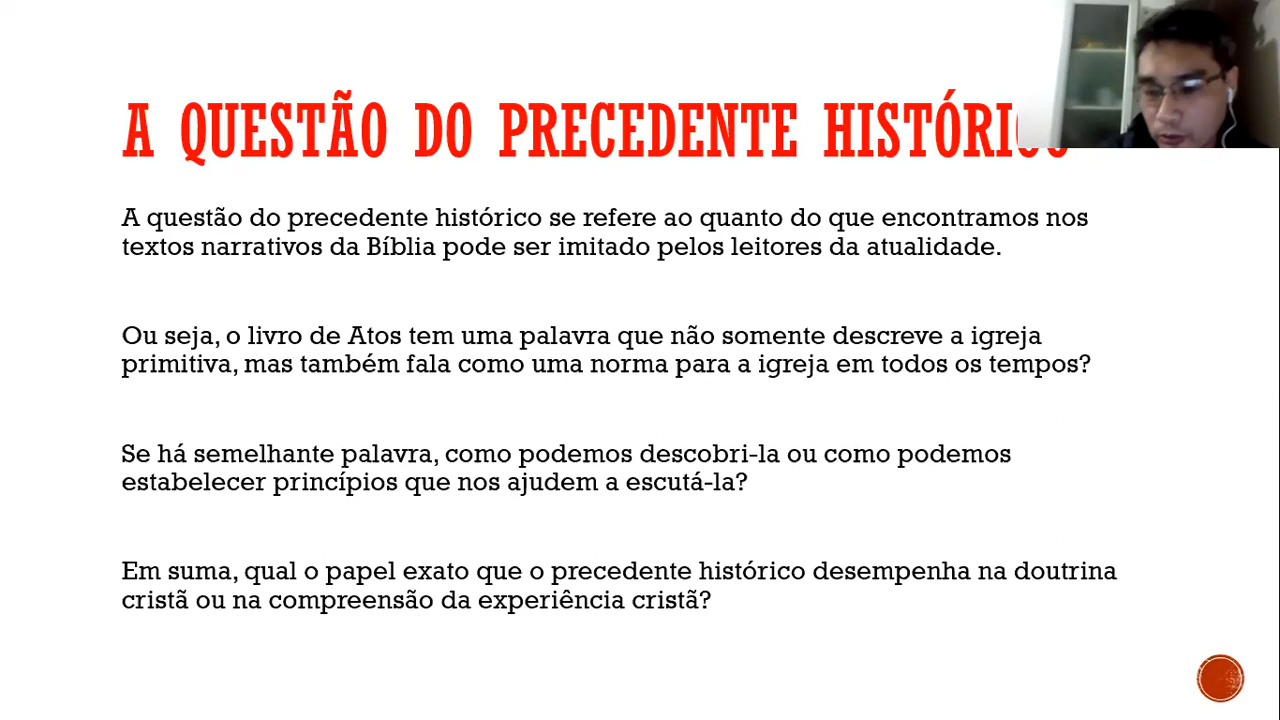 A QUESTÃO DO PRECEDENTE HISTÓRICO
A questão do precedente histórico se refere ao quanto do que encontramos nos
textos narrativos da Bíblia pode ser imitado pelos leitores da atualidade.
Ou seja, o livro de Atos tem uma palavra que não somente descreve a igreja
primitiva, mas também fala como uma norma para a igreja em todos os tempos?
Se há semelhante palavra, como podemos descobri-la ou como podemos
estabelecer princípios que nos ajudem a escutá-la?
Em suma, qual o papel exato que o precedente histórico desempenha na doutrina
cristã ou na compreensão da experiência cristã?